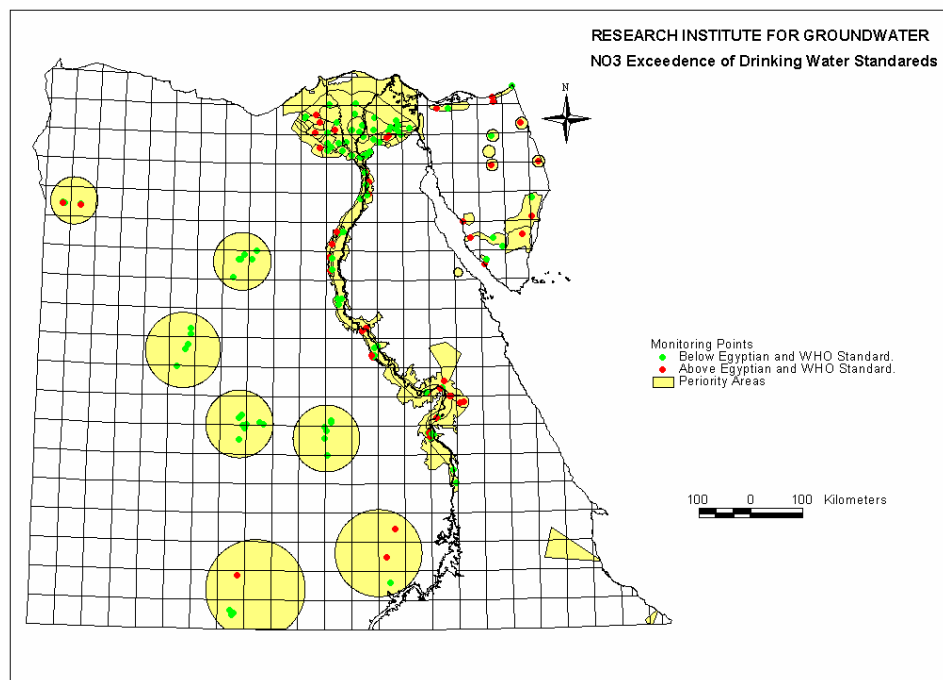 RESEARCH INSTITUTE FOR GROUNDWATER
NO3 Exceedence of Drinking Water Standareds
N
Monitoring Points
Below Egyptian and WHO Standard.
Above Egyptian and WHO Standard.
Periority Areas
100 0 100 Kilometers